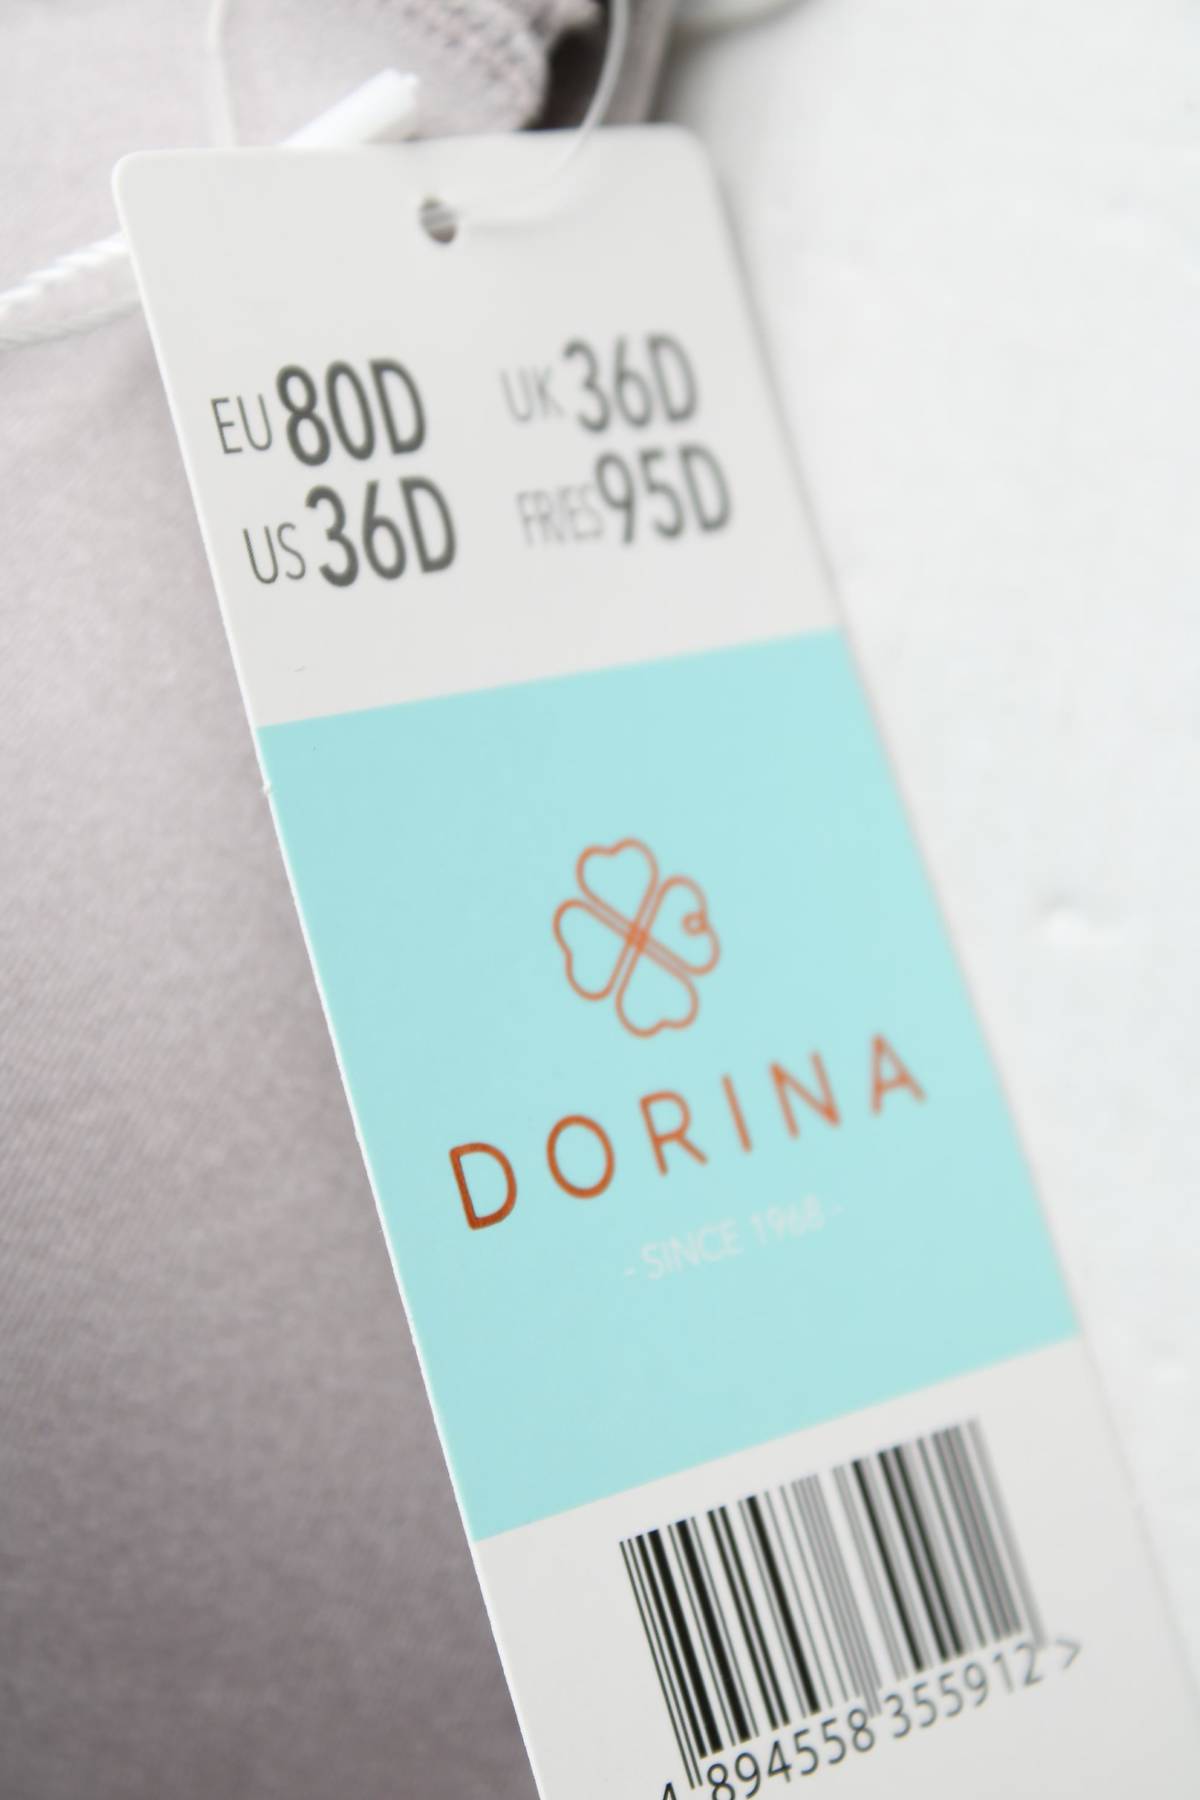 EU 80D UK 36D
US 36D FR/ES 95D
DORINA
- SINCE 1968 -
4 894558 355912 >